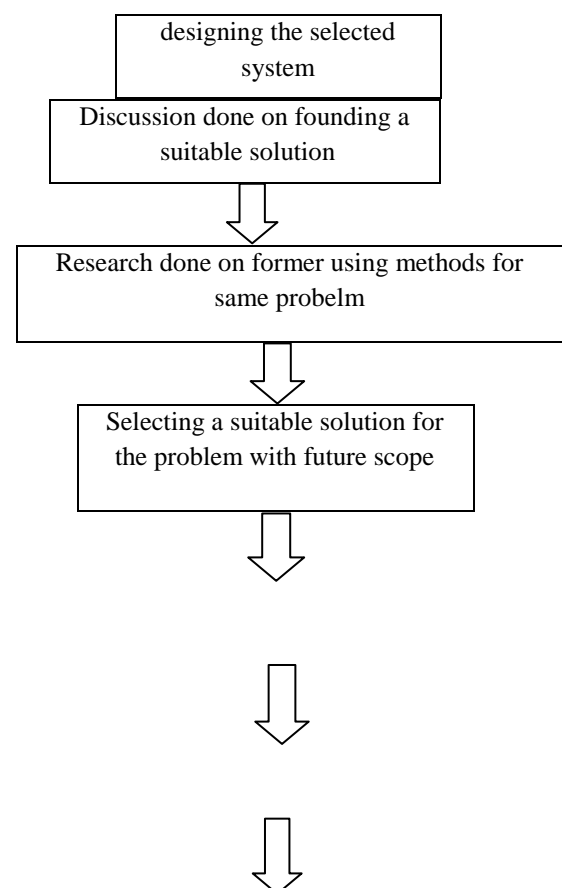 designing the selected
system
Discussion done on founding a
suitable solution
Research done on former using methods for
same probelm
Selecting a suitable solution for
the problem with future scope